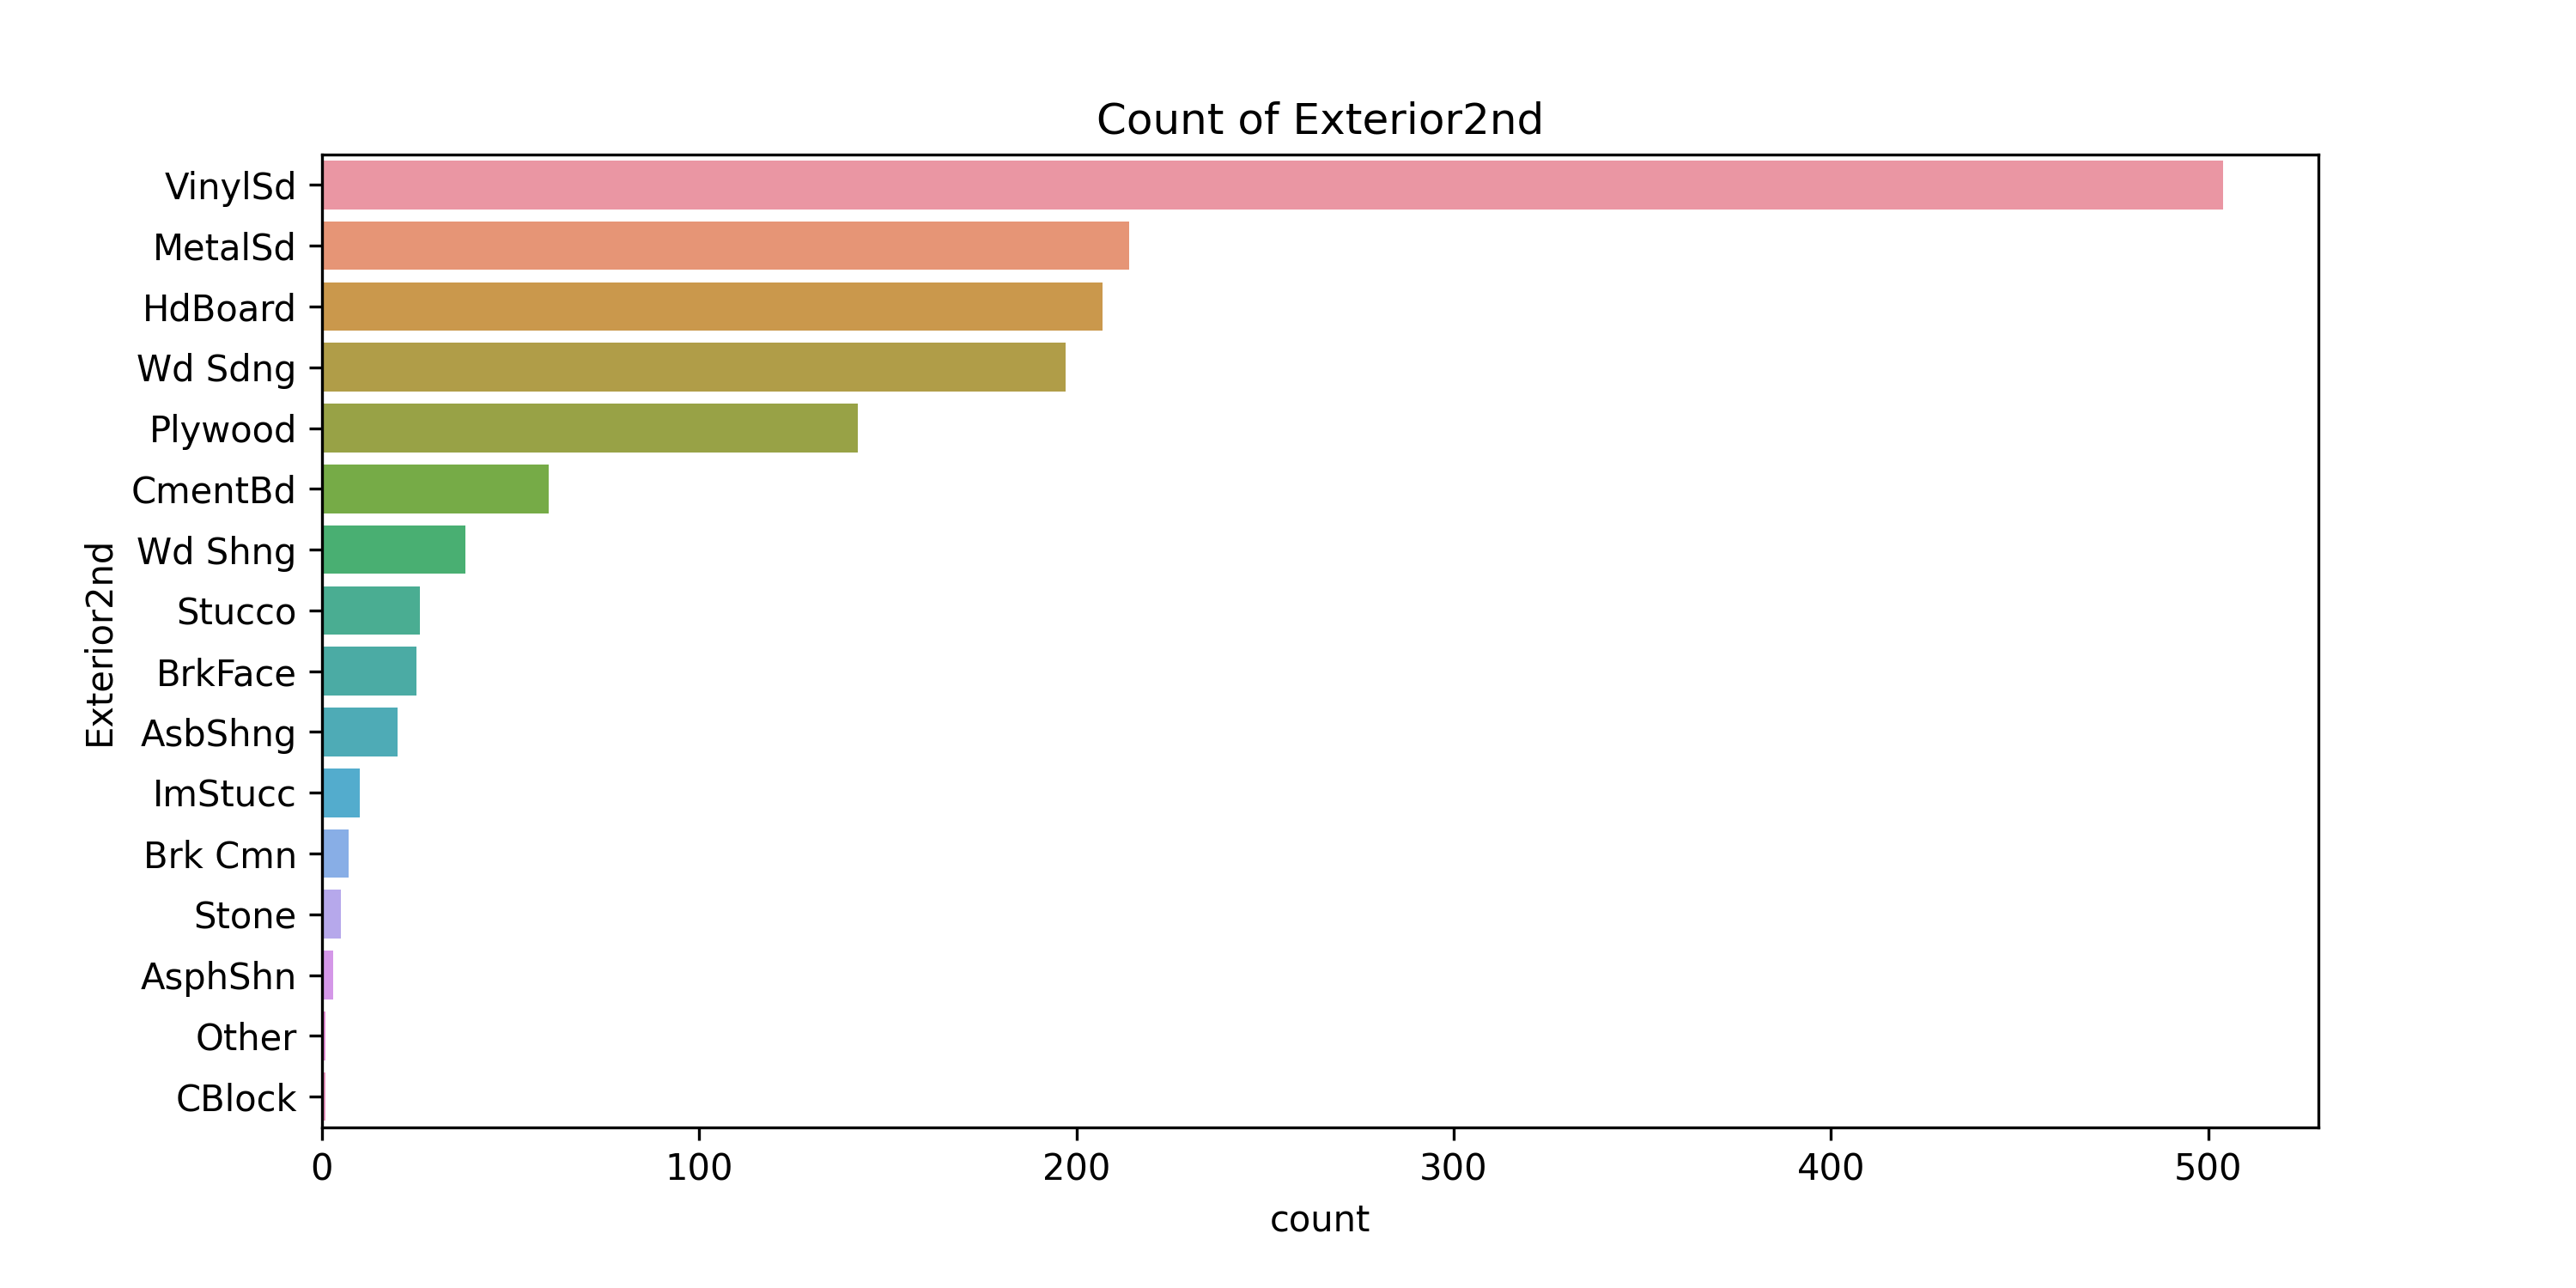 Count of Exterior2nd
Exterior2nd
VinylSd
MetalSd
HdBoard
Wd Sdng
Plywood
CmentBd
Wd Shng
Stucco
BrkFace
AsbShng
ImStucc
Brk Cmn
Stone
AsphShn
Other
CBlock
0 100 200 300 400 500
count